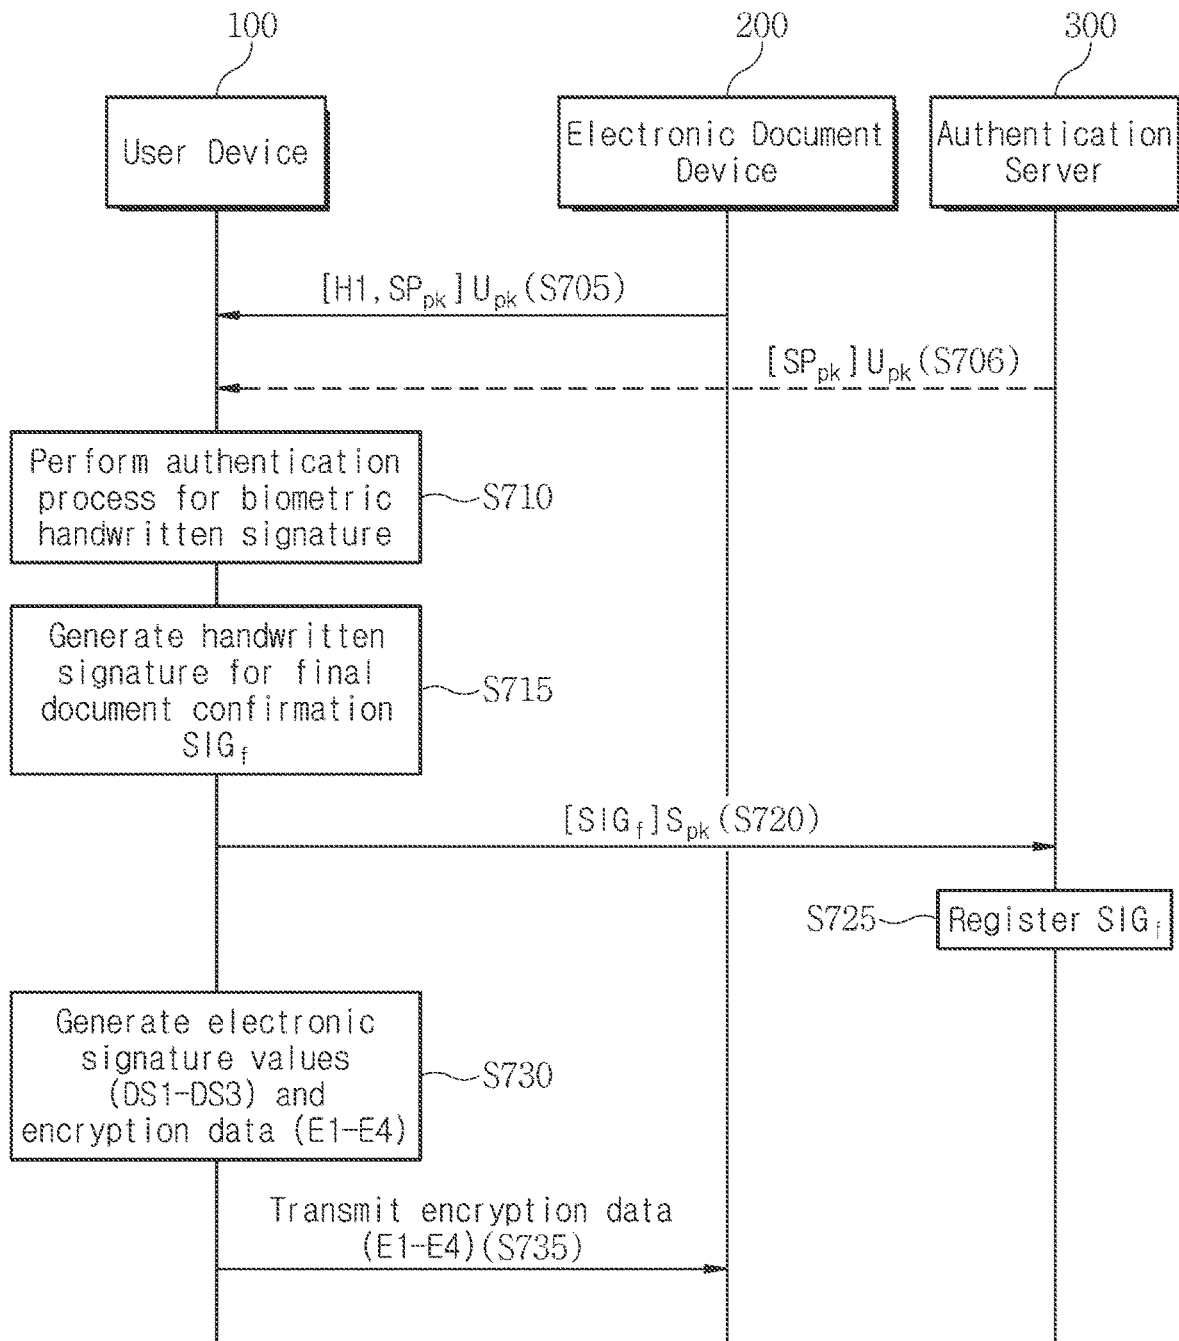 100
200
300
User Device
Electronic Document
Device
Authentication
Server
[H1, SPpk]Upk(S705)
[SPpk]Upk(S706)
Perform authentication
process for biometric
handwritten signature
S710
Generate handwritten
signature for final
document confirmation
SIGf
S715
[SIGf]Spk(S720)
S725
Register SIGf
Generate electronic
signature values
(DS1-DS3) and
encryption data (E1-E4)
S730
Transmit encryption data
(E1-E4)(S735)